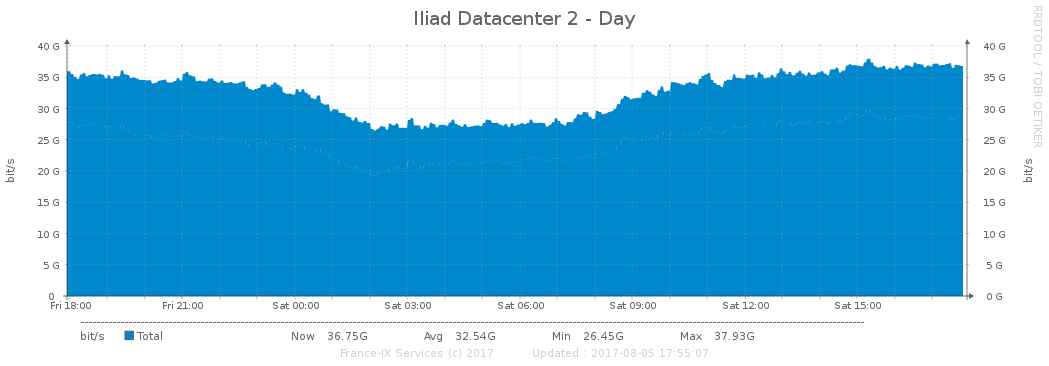 Iliad Datacenter 2 - Day
RRDTOOL / TOBI OETIKER
40 G 40 G
35 G 35 G
30 G 30 G
25 G 25 G
20 G 20 G
15 G 15 G
10 G 10 G
5 G 5 G
0 0 G
bit/s bit/s
Fri 18:00 Fri 21:00 Sat 00:00 Sat 03:00 Sat 06:00 Sat 09:00 Sat 12:00 Sat 15:00
bit/s Total Now 36.75G Avg 32.54G Min 26.45G Max 37.93G
France-IX Services (c) 2017 Updated : 2017-08-05 17:55:07